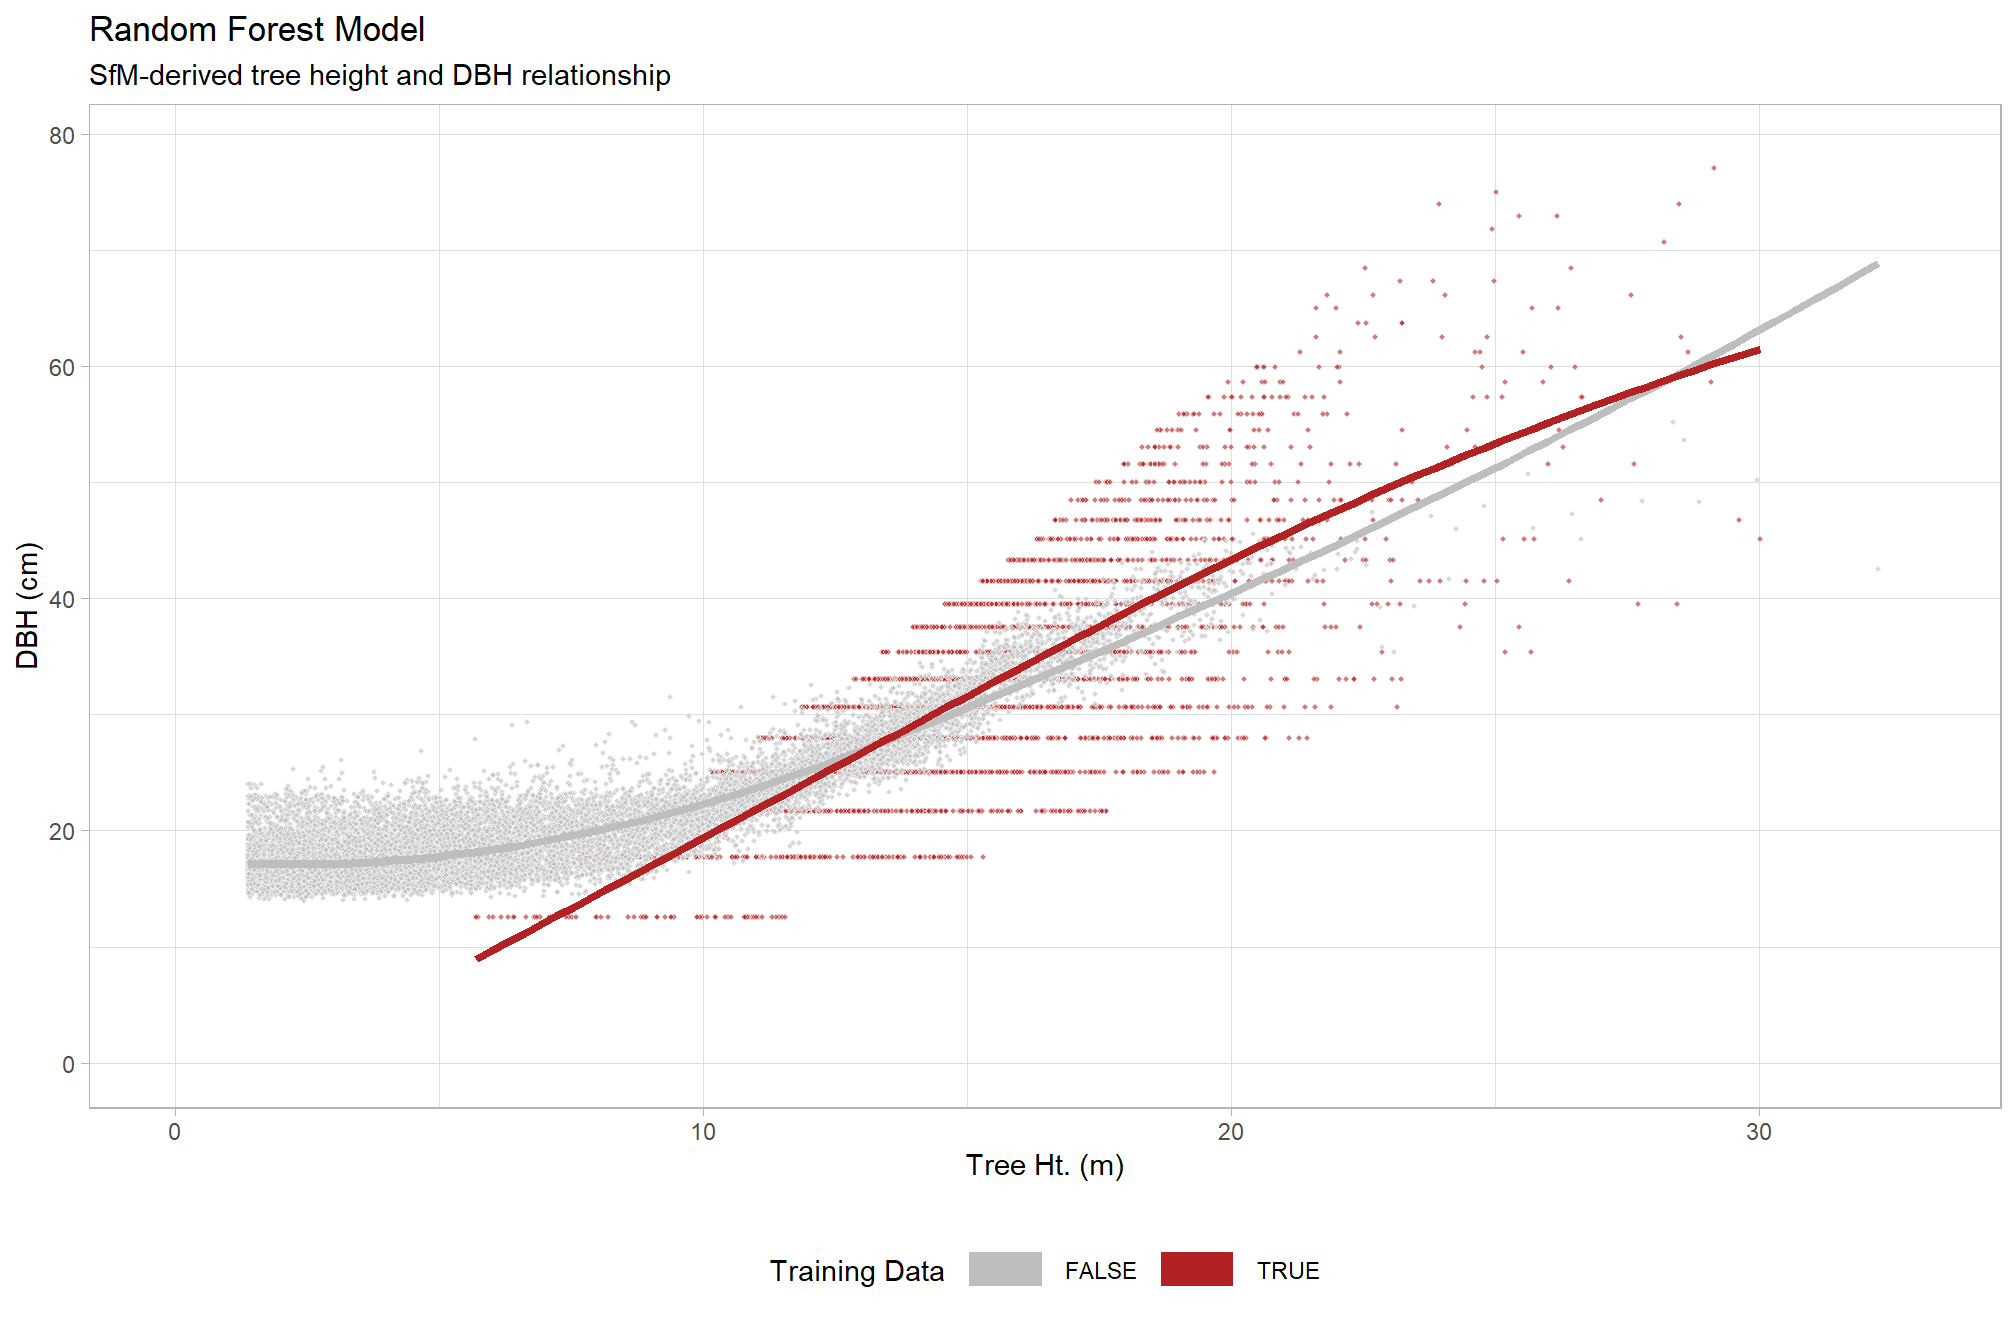 Random Forest Model
SfM-derived tree height and DBH relationship
80
60
40
20
0
DBH (cm)
0 10 20 30
Tree Ht. (m)
Training Data FALSE TRUE